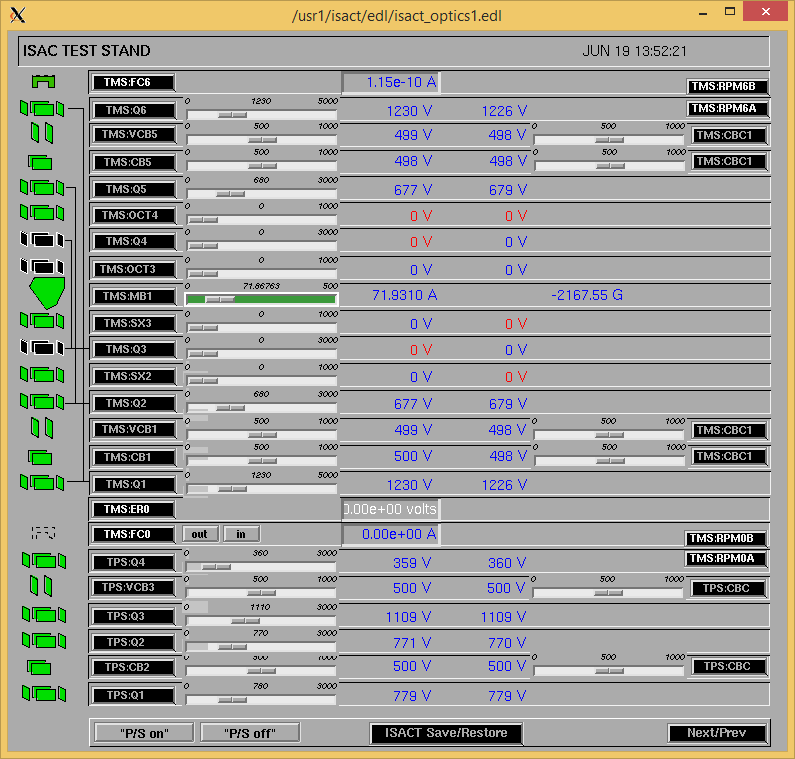 /usr1/isact/edl/isact_optics1.edl
ISAC TEST STAND JUN 19 13:52:21
TMS:FC6 1.15e-10 A TMS:RPM6B
TMS:Q6 0 1230 5000 1230 V 1226 V TMS:RPM6A
TMS:VCB5 0 500 1000 499 V 498 V 0 500 1000 TMS:CBC1
TMS:CB5 0 500 1000 498 V 498 V 0 500 1000 TMS:CBC1
TMS:Q5 0 680 3000 677 V 679 V
TMS:OCT4 0 0 1000 0 V 0 V
TMS:Q4 0 0 3000 0 V 0 V
TMS:OCT3 0 0 3000 0 V 0 V
TMS:MB1 0 71.86763 500 71.9310 A -2167.55 G
TMS:SX3 0 0 1000 0 V 0 V
TMS:Q3 0 0 3000 0 V 0 V
TMS:SX2 0 0 1000 0 V 0 V
TMS:Q2 0 680 3000 677 V 679 V
TMS:VCB1 0 500 1000 499 V 498 V 0 500 1000 TMS:CBC1
TMS:CB1 0 500 1000 500 V 498 V 0 500 1000 TMS:CBC1
TMS:Q1 0 1230 5000 1230 V 1226 V
TMS:ER0 0.00e+00 volts
TMS:FC0 out in 0.00e+00 A TMS:RPM0B
TPS:Q4 0 360 3000 359 V 360 V TMS:RPM0A
TPS:VCB3 0 500 1000 500 V 500 V 0 500 1000 TPS:CBC
TPS:Q3 0 1110 3000 1109 V 1109 V
TPS:Q2 0 770 3000 771 V 770 V
TPS:CB2 0 500 1000 500 V 500 V 0 500 1000 TPS:CBC
TPS:Q1 0 780 3000 779 V 779 V
"P/S on" "P/S off" ISACT Save/Restore Next/Prev